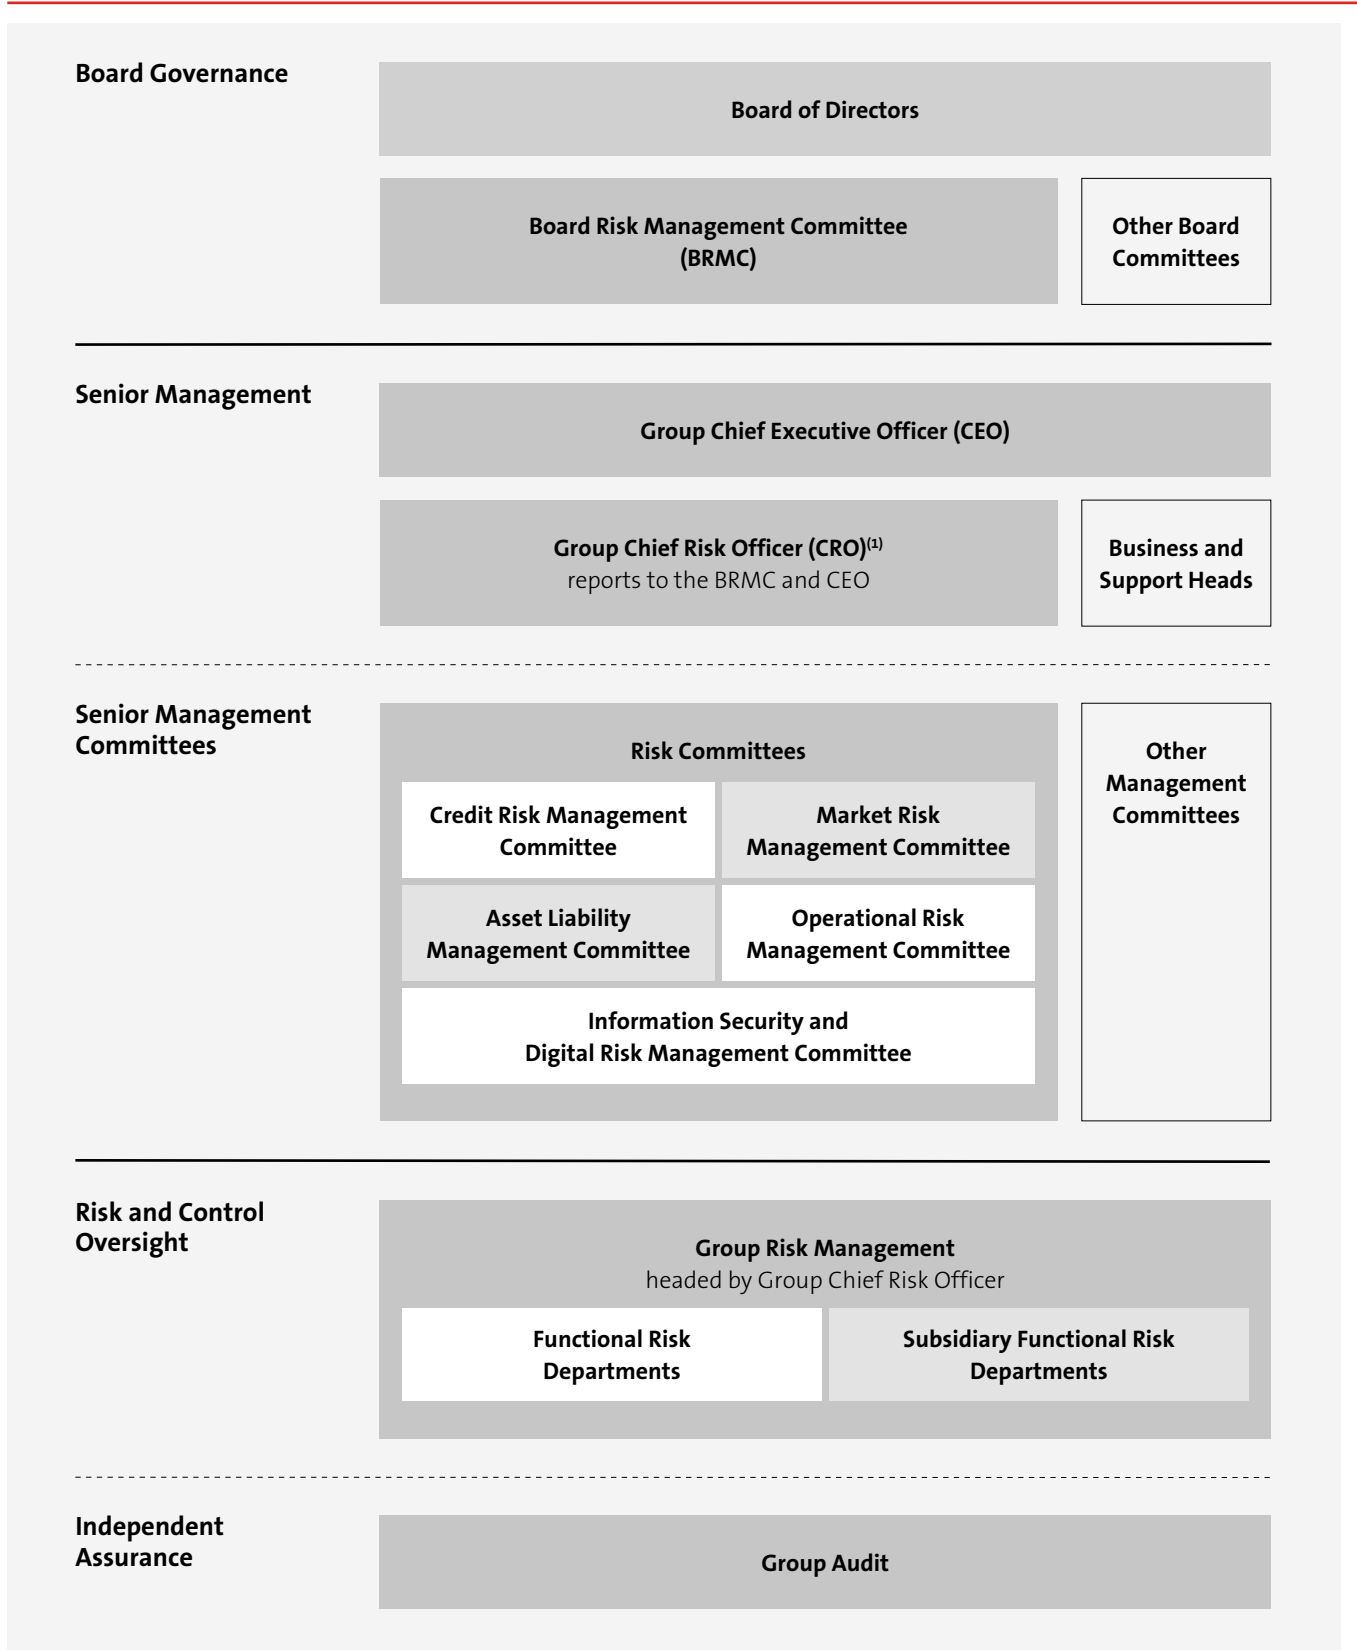 Board Governance
Board of Directors
Board Risk Management Committee
(BRMC)
Other Board
Committees
Senior Management
Group Chief Executive Officer (CEO)
Group Chief Risk Officer (CRO)(1)
reports to the BRMC and CEO
Business and
Support Heads
Senior Management
Committees
Risk Committees
Credit Risk Management
Committee
Market Risk
Management Committee
Asset Liability
Management Committee
Operational Risk
Management Committee
Information Security and
Digital Risk Management Committee
Other
Management
Committees
Risk and Control
Oversight
Group Risk Management
headed by Group Chief Risk Officer
Functional Risk
Departments
Subsidiary Functional Risk
Departments
Independent
Assurance
Group Audit